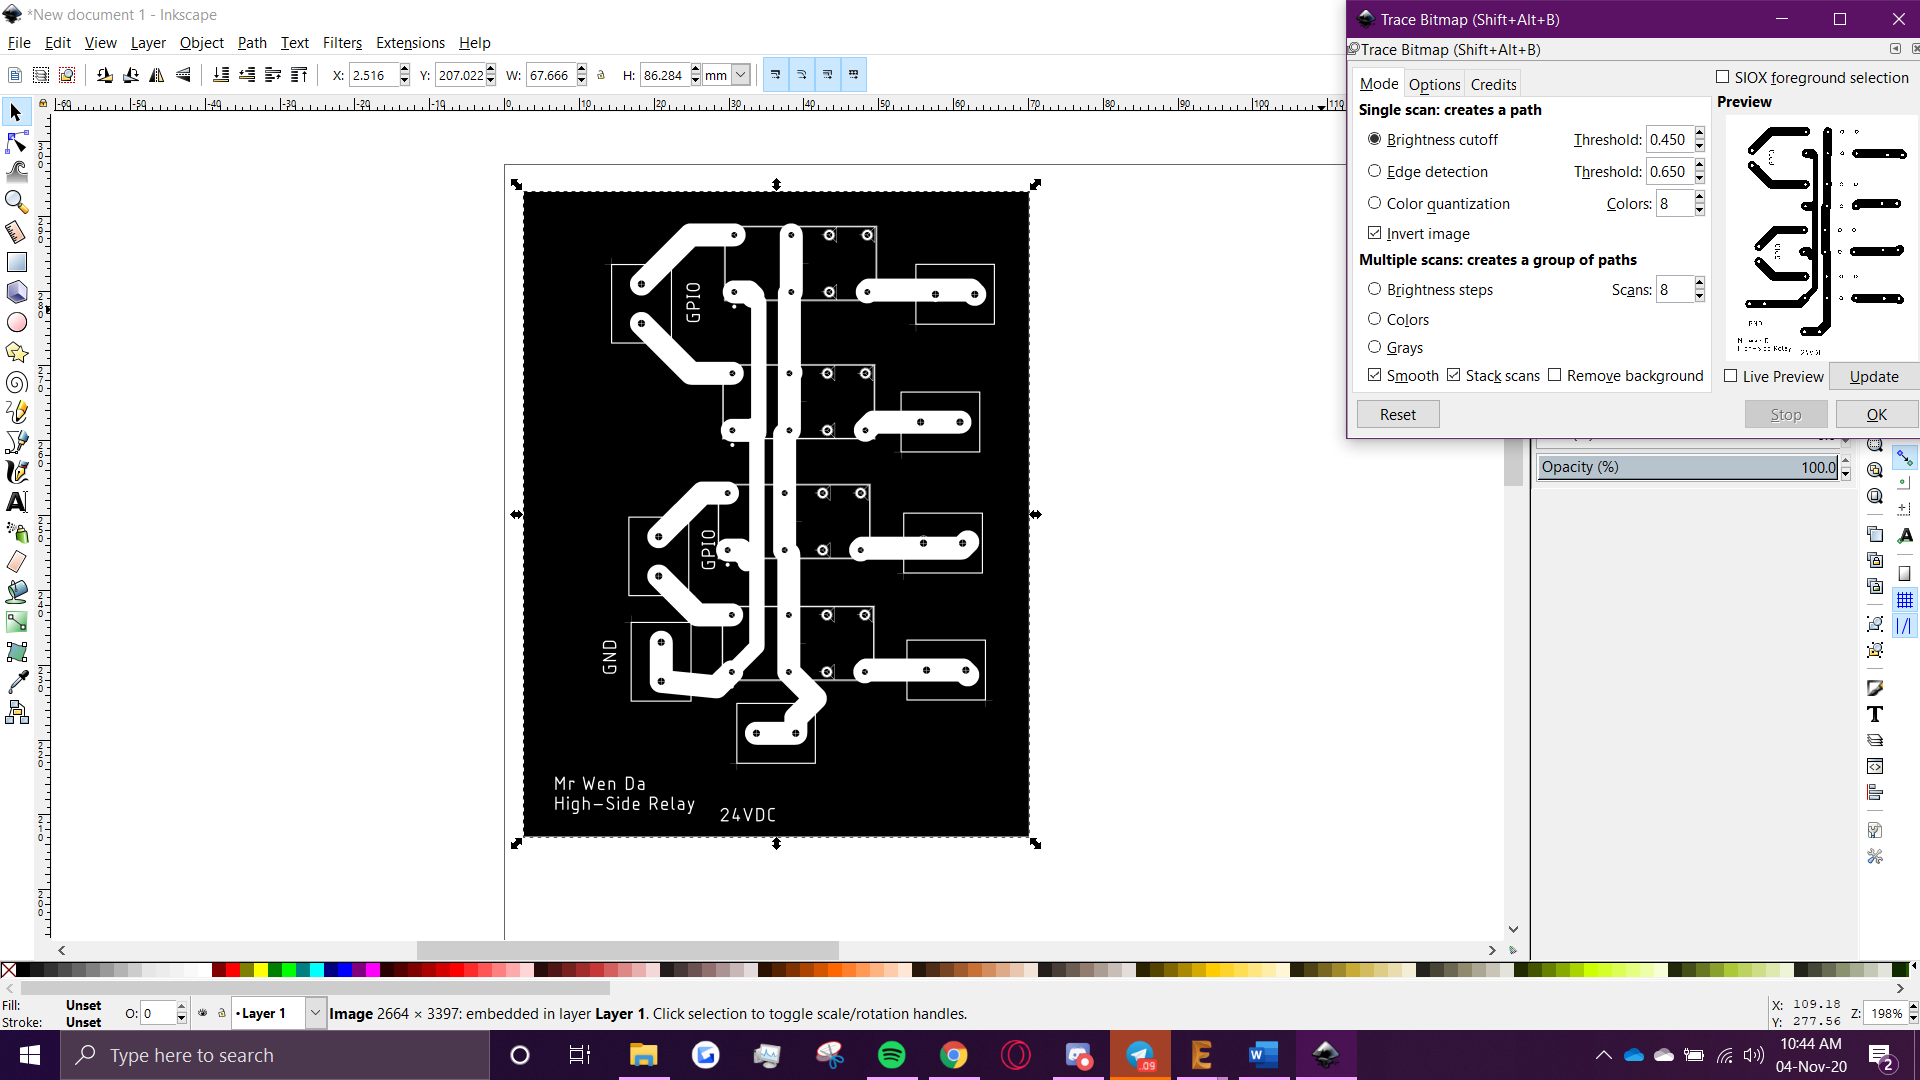 *New document 1 - Inkscape
File Edit View Layer Object Path Text Filters Extensions Help
X: 2.516 Y: 207.022 W: 67.666 H: 86.284 mm
Trace Bitmap (Shift+Alt+B)
Trace Bitmap (Shift+Alt+B)
Mode Options Credits
SIOX foreground selection
Single scan: creates a path
Preview
Brightness cutoff Threshold: 0.450
Edge detection Threshold: 0.650
Color quantization Colors: 8
Invert image
Multiple scans: creates a group of paths
Brightness steps Scans: 8
Colors
Grays
Smooth Stack scans Remove background
Live Preview Update
Reset Stop OK
Opacity (%) 100.0
-60 -50 -40 -30 -20 -10 0 10 20 30 40 50 60 70 80 90 100 110
GPIO
GPIO
GND
Mr Wen Da
High-Side Relay
24VDC
Fill: Unset
Stroke: Unset
O: 0
Layer 1
Image 2664 × 3397: embedded in layer Layer 1. Click selection to toggle scale/rotation handles.
X: 109.18
Y: 277.56
Z: 198%
Type here to search
.09
10:44 AM
04-Nov-20
2